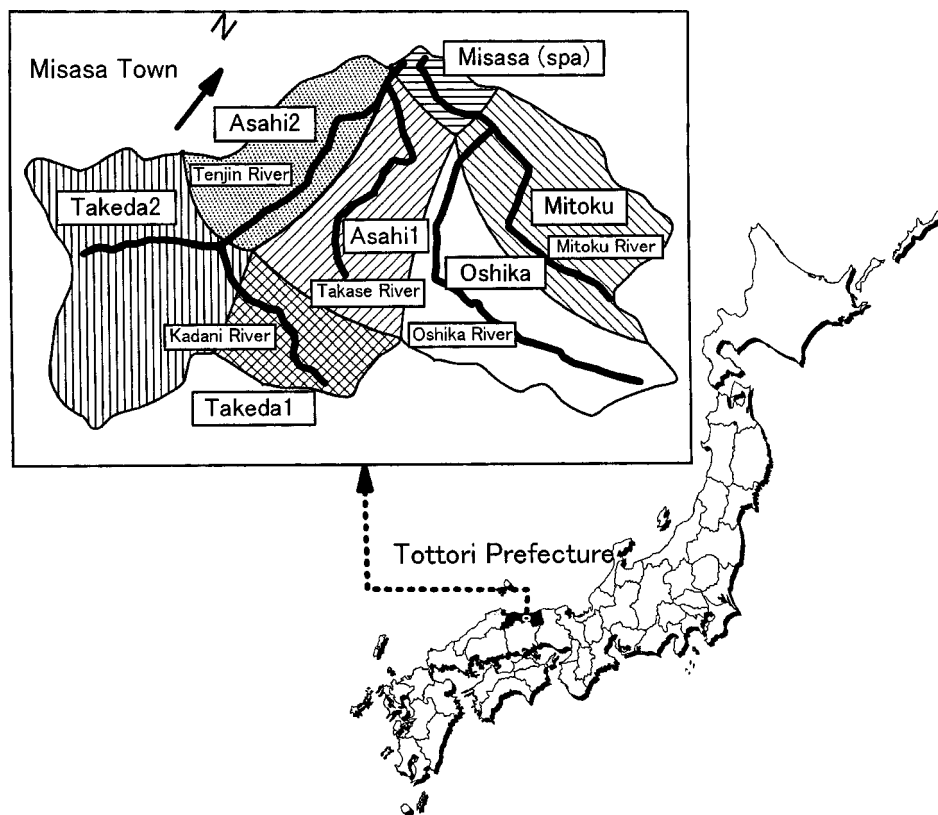 N
Misasa Town
Misasa (spa)
Asahi2
Tenjin River
Takeda2
Mitoku
Asahi1
Mitoku River
Oshika
Takase River
Kadani River
Oshika River
Takeda1
Tottori Prefecture